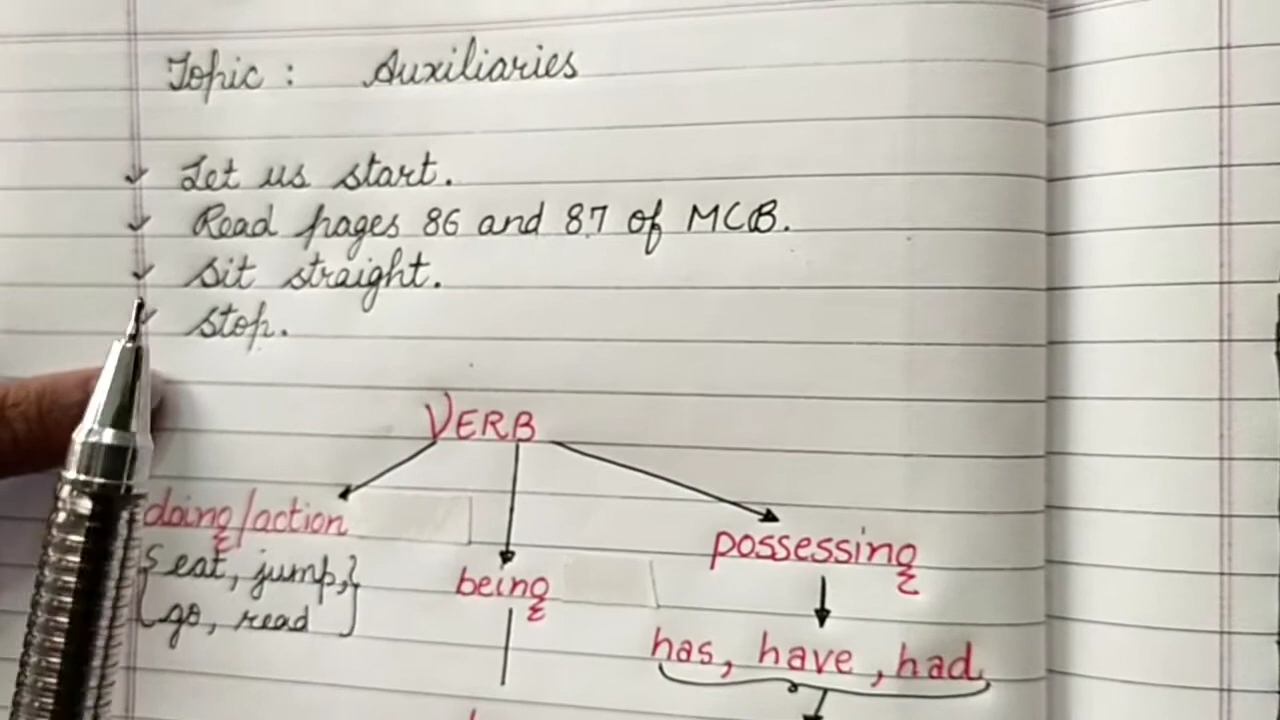 Topic : Auxiliaries
Let us start.
Read pages 86 and 87 of MCB.
Sit straight.
Stop.
VERB
doing/action
{eat, jump,}
{go, read}
being
possessing
has, have, had